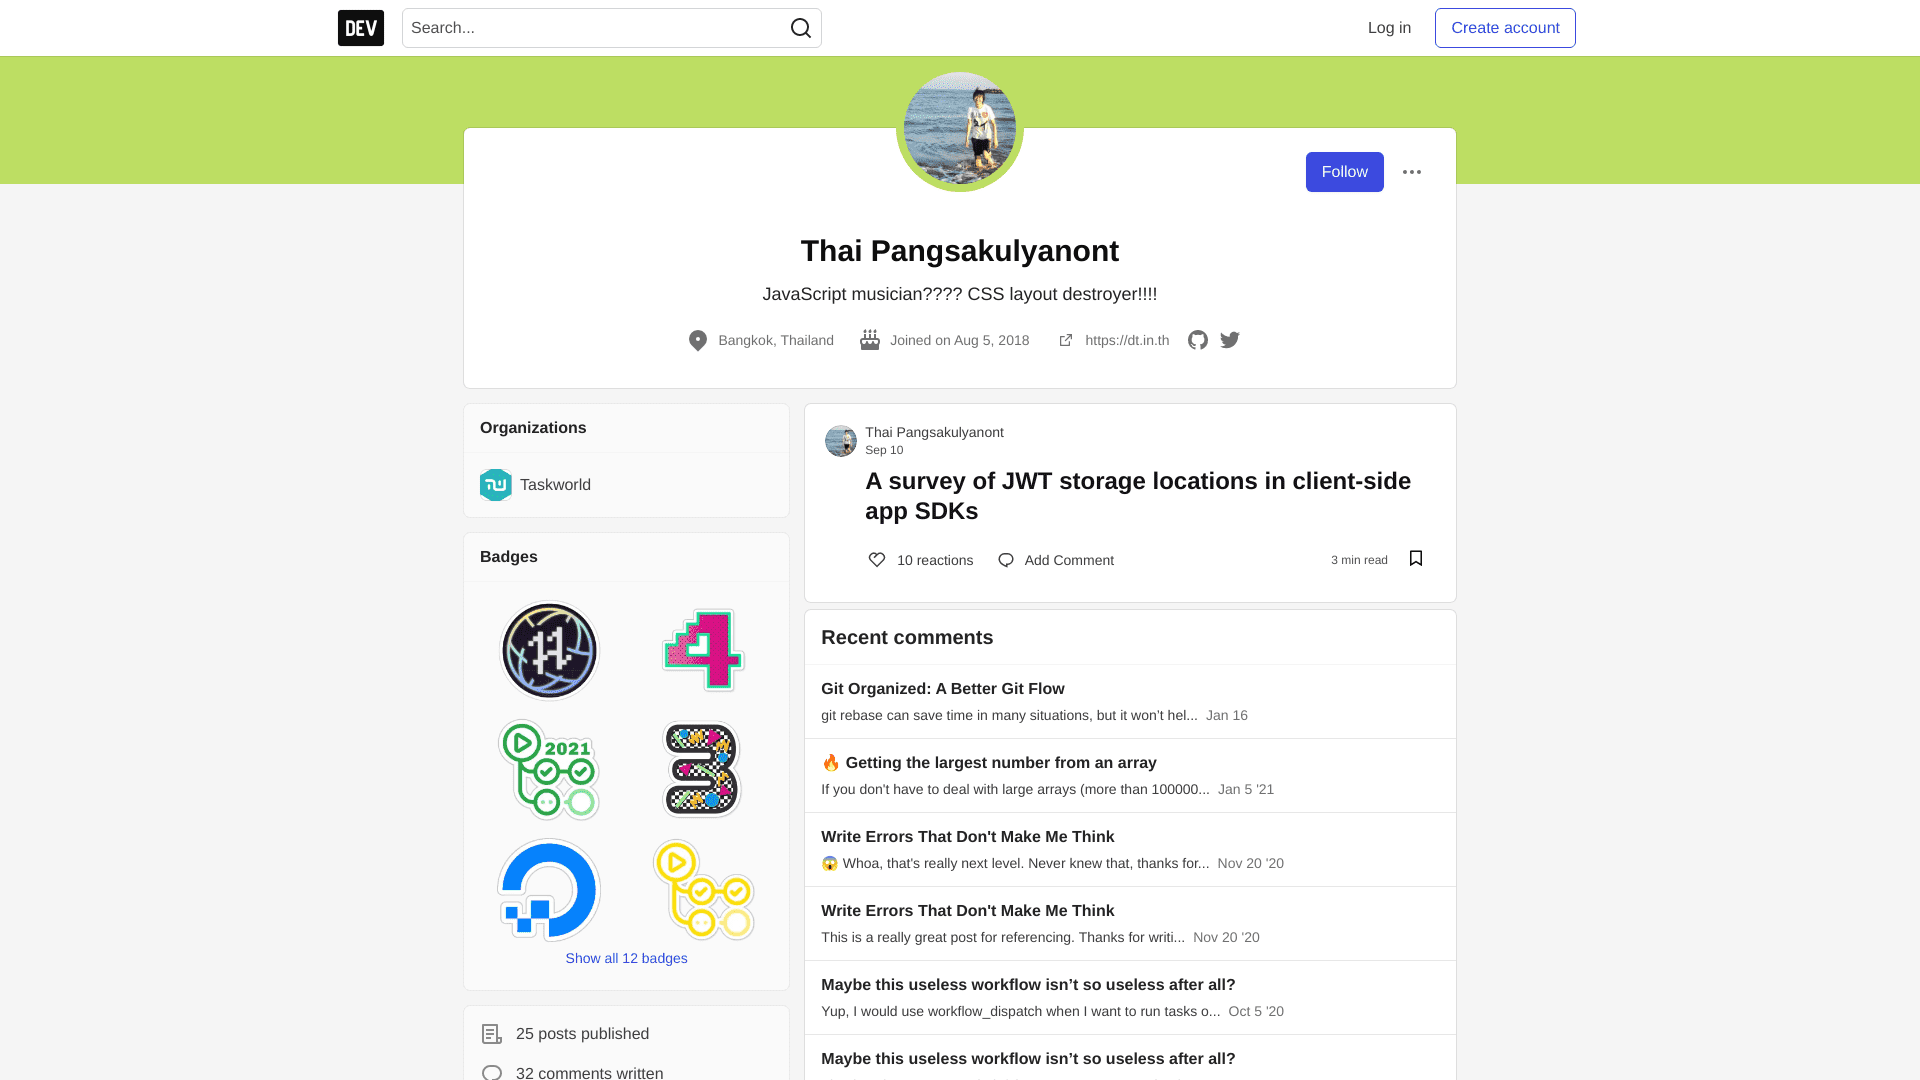 DEV
Search...
Log in
Create account
Follow
Thai Pangsakulyanont
JavaScript musician???? CSS layout destroyer!!!!
Bangkok, Thailand
Joined on Aug 5, 2018
https://dt.in.th
Organizations
Taskworld
Badges
4
2021
3
Show all 12 badges
25 posts published
32 comments written
Thai Pangsakulyanont
Sep 10
A survey of JWT storage locations in client-side
app SDKs
10 reactions
Add Comment
3 min read
Recent comments
Git Organized: A Better Git Flow
git rebase can save time in many situations, but it won’t hel... Jan 16
🔥 Getting the largest number from an array
If you don't have to deal with large arrays (more than 100000... Jan 5 '21
Write Errors That Don't Make Me Think
😱 Whoa, that's really next level. Never knew that, thanks for... Nov 20 '20
Write Errors That Don't Make Me Think
This is a really great post for referencing. Thanks for writi... Nov 20 '20
Maybe this useless workflow isn’t so useless after all?
Yup, I would use workflow_dispatch when I want to run tasks o... Oct 5 '20
Maybe this useless workflow isn’t so useless after all?